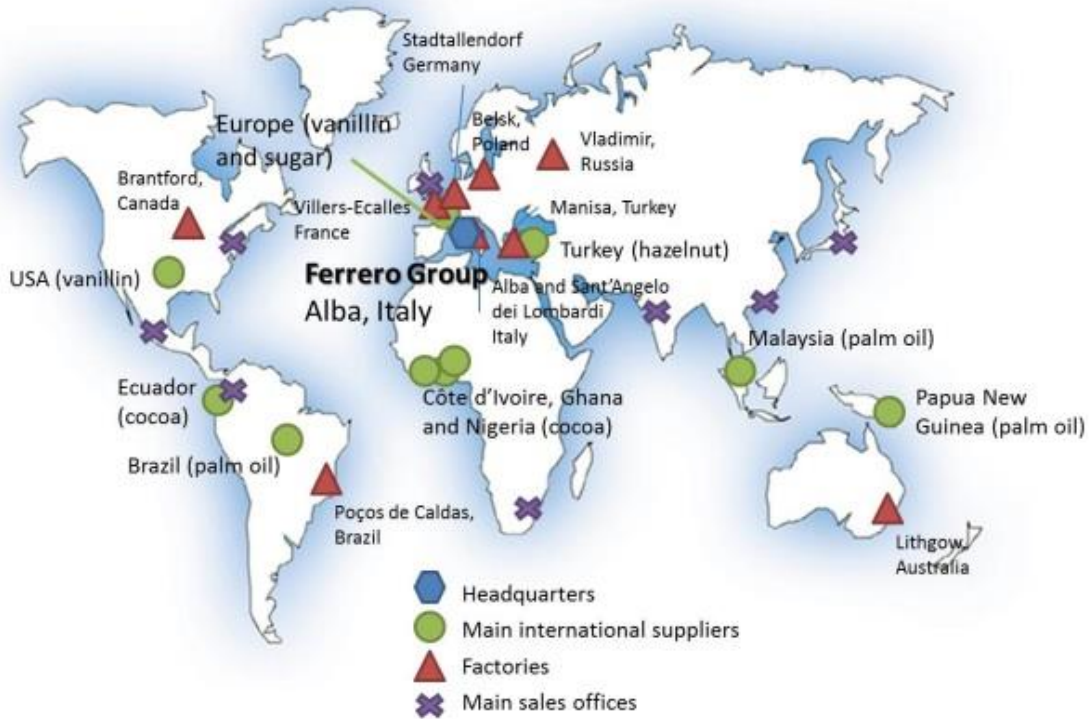 Stadtallendorf
Germany
Europe (vanillin
and sugar)
Belsk,
Poland
Vladimir,
Russia
Brantford,
Canada
Villers-Ecalles
France
Manisa, Turkey
USA (vanillin)
Turkey (hazelnut)
Ferrero Group
Alba, Italy
Alba and Sant'Angelo
dei Lombardi
Italy
Malaysia (palm oil)
Ecuador
(cocoa)
Côte d'Ivoire, Ghana
and Nigeria (cocoa)
Papua New
Guinea (palm oil)
Brazil (palm oil)
Poços de Caldas,
Brazil
Lithgow,
Australia
Headquarters
Main international suppliers
Factories
Main sales offices